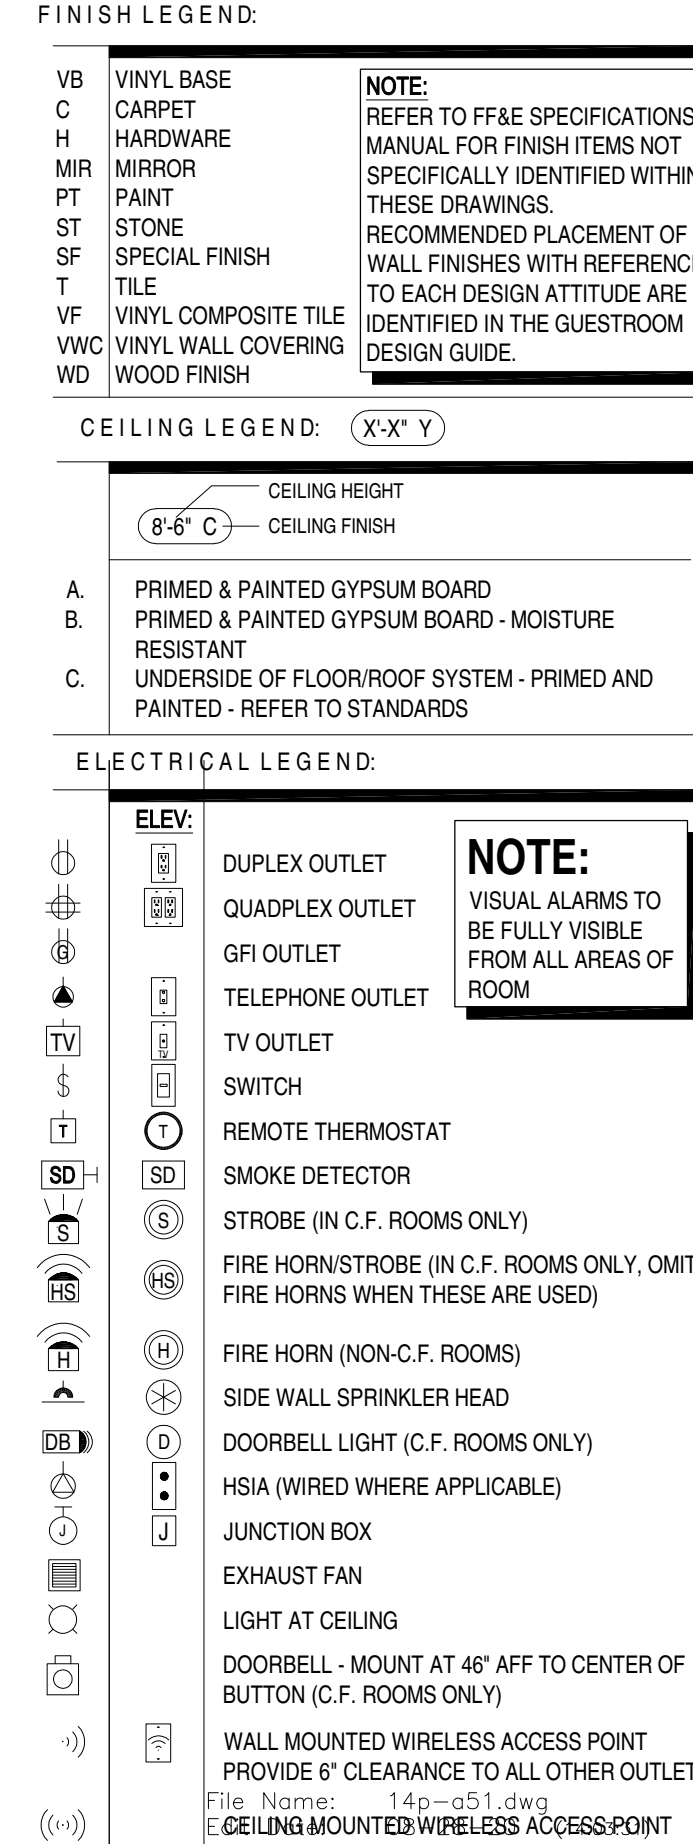 FINISH LEGEND:
VB VINYL BASE
C CARPET
H HARDWARE
MIR MIRROR
PT PAINT
ST STONE
SF SPECIAL FINISH
T TILE
VF VINYL COMPOSITE TILE
VWC VINYL WALL COVERING
WD WOOD FINISH
NOTE:
REFER TO FF&E SPECIFICATIONS
MANUAL FOR FINISH ITEMS NOT
SPECIFICALLY IDENTIFIED WITHIN
THESE DRAWINGS.
RECOMMENDED PLACEMENT OF
WALL FINISHES WITH REFERENCE
TO EACH DESIGN ATTITUDE ARE
IDENTIFIED IN THE GUESTROOM
DESIGN GUIDE.
CEILING LEGEND: X'-X" Y
CEILING HEIGHT
8'-6" C CEILING FINISH
A. PRIMED & PAINTED GYPSUM BOARD
B. PRIMED & PAINTED GYPSUM BOARD - MOISTURE
RESISTANT
C. UNDERSIDE OF FLOOR/ROOF SYSTEM - PRIMED AND
PAINTED - REFER TO STANDARDS
ELECTRICAL LEGEND:
ELEV:
DUPLEX OUTLET
QUADPLEX OUTLET
G GFI OUTLET
TELEPHONE OUTLET
TV TV TV OUTLET
$ SWITCH
T T REMOTE THERMOSTAT
SD SD SMOKE DETECTOR
S S STROBE (IN C.F. ROOMS ONLY)
HS HS FIRE HORN/STROBE (IN C.F. ROOMS ONLY, OMIT
FIRE HORNS WHEN THESE ARE USED)
H H FIRE HORN (NON-C.F. ROOMS)
SIDE WALL SPRINKLER HEAD
DB D DOORBELL LIGHT (C.F. ROOMS ONLY)
HSIA (WIRED WHERE APPLICABLE)
J J JUNCTION BOX
EXHAUST FAN
LIGHT AT CEILING
DOORBELL - MOUNT AT 46" AFF TO CENTER OF
BUTTON (C.F. ROOMS ONLY)
WALL MOUNTED WIRELESS ACCESS POINT
PROVIDE 6" CLEARANCE TO ALL OTHER OUTLET
NOTE:
VISUAL ALARMS TO
BE FULLY VISIBLE
FROM ALL AREAS OF
ROOM
File Name: 14p-a51.dwg
CEILING MOUNTED WIRELESS ACCESS POINT
Edit Date: